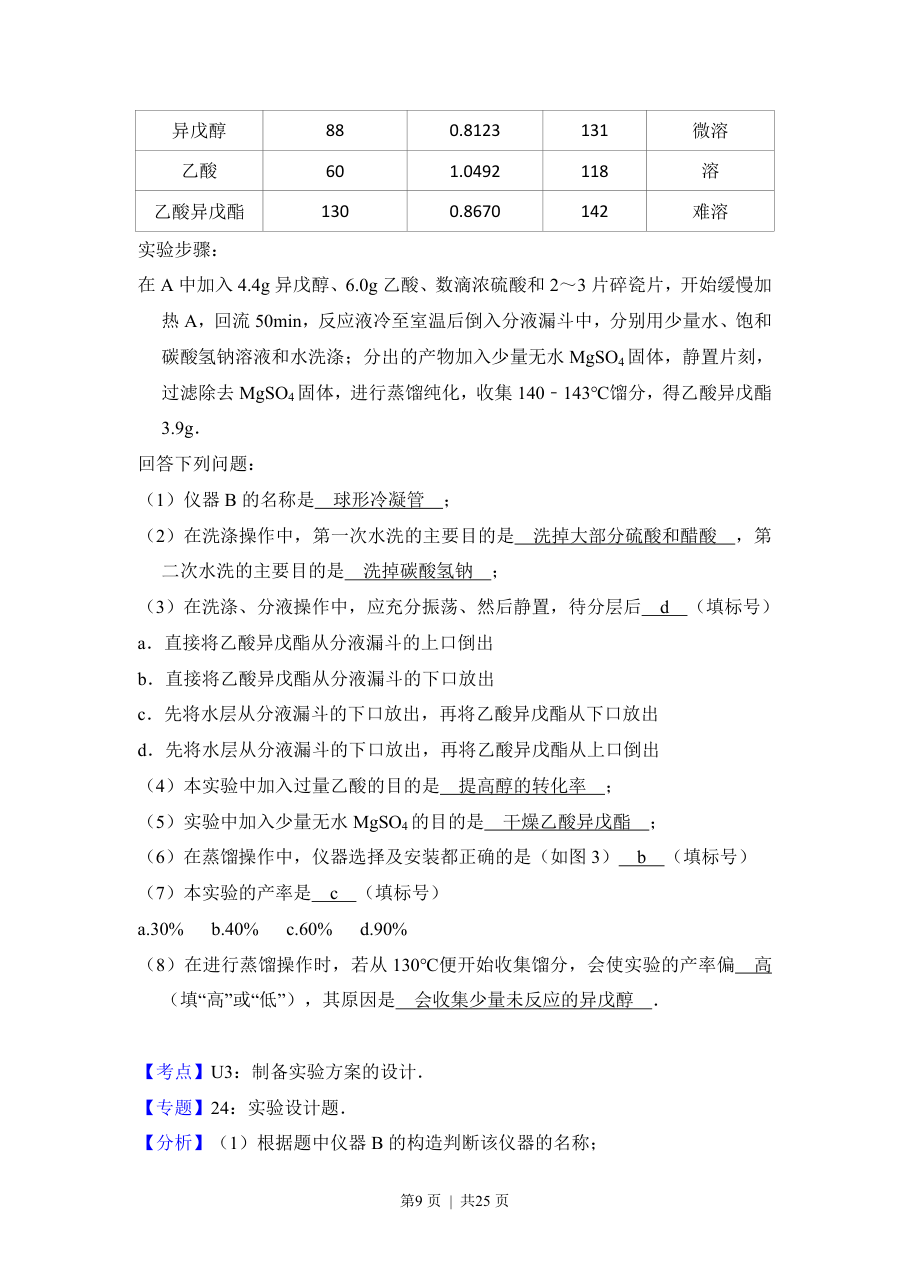 异戊醇 88 0.8123 131 微溶
乙酸 60 1.0492 118 溶
乙酸异戊酯 130 0.8670 142 难溶
实验步骤：
在 A 中加入 4.4g 异戊醇、6.0g 乙酸、数滴浓硫酸和 2～3 片碎瓷片，开始缓慢加
热 A，回流 50min，反应液冷至室温后倒入分液漏斗中，分别用少量水、饱和
碳酸氢钠溶液和水洗涤；分出的产物加入少量无水 MgSO₄ 固体，静置片刻，
过滤除去 MgSO₄ 固体，进行蒸馏纯化，收集 140﹣143℃馏分，得乙酸异戊酯
3.9g．
回答下列问题：
（1）仪器 B 的名称是　球形冷凝管　；
（2）在洗涤操作中，第一次水洗的主要目的是　洗掉大部分硫酸和醋酸　，第
二次水洗的主要目的是　洗掉碳酸氢钠　；
（3）在洗涤、分液操作中，应充分振荡、然后静置，待分层后　d　（填标号）
a．直接将乙酸异戊酯从分液漏斗的上口倒出
b．直接将乙酸异戊酯从分液漏斗的下口放出
c．先将水层从分液漏斗的下口放出，再将乙酸异戊酯从下口放出
d．先将水层从分液漏斗的下口放出，再将乙酸异戊酯从上口倒出
（4）本实验中加入过量乙酸的目的是　提高醇的转化率　；
（5）实验中加入少量无水 MgSO₄ 的目的是　干燥乙酸异戊酯　；
（6）在蒸馏操作中，仪器选择及安装都正确的是（如图 3）　b　（填标号）
（7）本实验的产率是　c　（填标号）
a.30%　b.40%　c.60%　d.90%
（8）在进行蒸馏操作时，若从 130℃便开始收集馏分，会使实验的产率偏　高
（填“高”或“低”），其原因是　会收集少量未反应的异戊醇　．
【考点】U3：制备实验方案的设计．
【专题】24：实验设计题．
【分析】（1）根据题中仪器 B 的构造判断该仪器的名称；
第9 页 | 共25 页